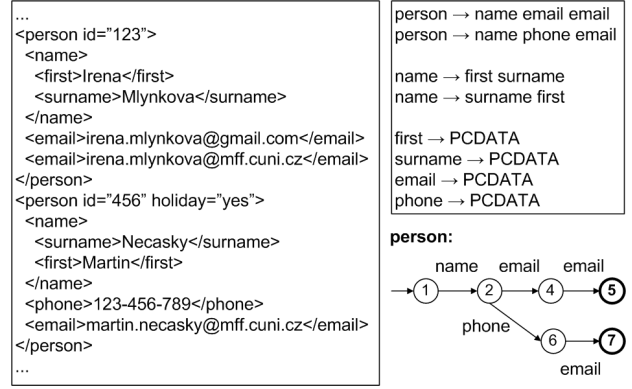 ...
<person id="123">
<name>
<first>Irena</first>
<surname>Mlynkova</surname>
</name>
<email>irena.mlynkova@gmail.com</email>
<email>irena.mlynkova@mff.cuni.cz</email>
</person>
<person id="456" holiday="yes">
<name>
<surname>Necasky</surname>
<first>Martin</first>
</name>
<phone>123-456-789</phone>
<email>martin.necasky@mff.cuni.cz</email>
</person>
...
person → name email email
person → name phone email
name → first surname
name → surname first
first → PCDATA
surname → PCDATA
email → PCDATA
phone → PCDATA
person:
name email email
1 2 4 5
phone
6 7
email